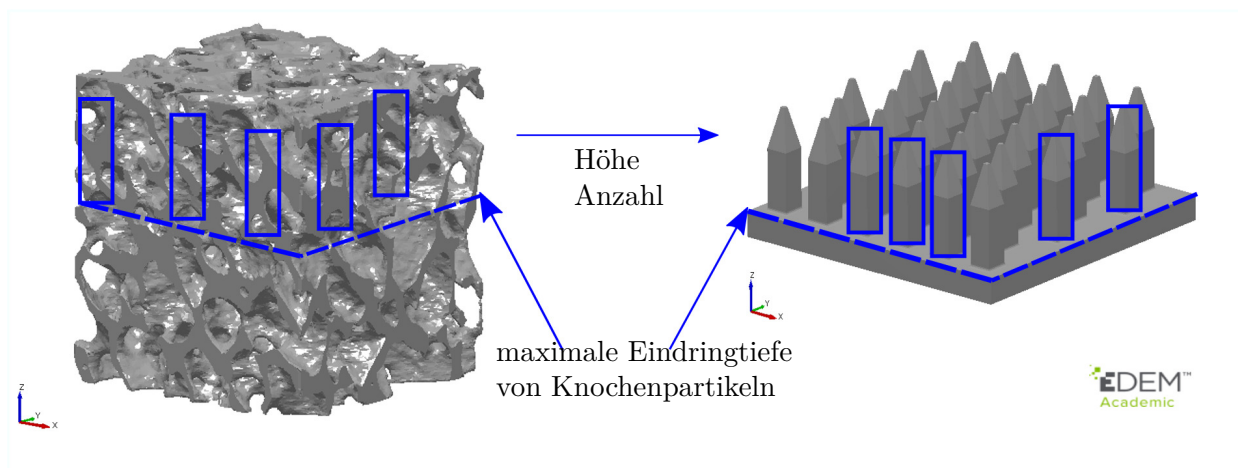 Höhe
Anzahl
maximale Eindringtiefe
von Knochenpartikeln
Z
Y
X
Z
Y
X
EDEM™
Academic